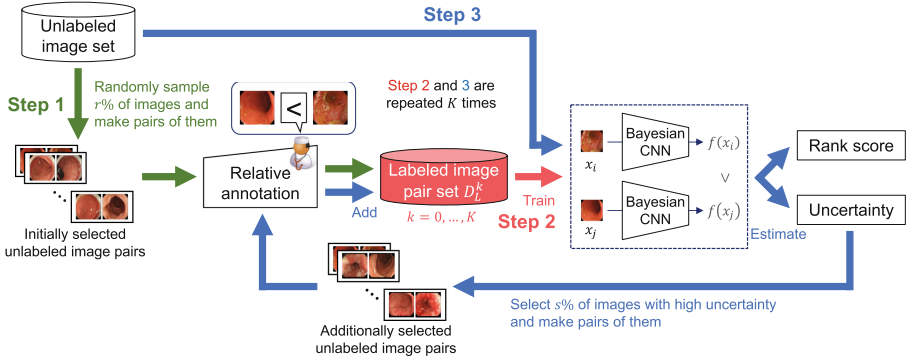 Unlabeled
image set
Step 3
Step 1
Randomly sample
r% of images and
make pairs of them
<
Step 2 and 3 are
repeated K times
Initially selected
unlabeled image pairs
Relative
annotation
Add
Labeled image
pair set D_L^k
k = 0, ..., K
Train
Step 2
x_i
Bayesian
CNN
f(x_i)
∨
x_j
Bayesian
CNN
f(x_j)
Estimate
Rank score
Uncertainty
Select s% of images with high uncertainty
and make pairs of them
Additionally selected
unlabeled image pairs